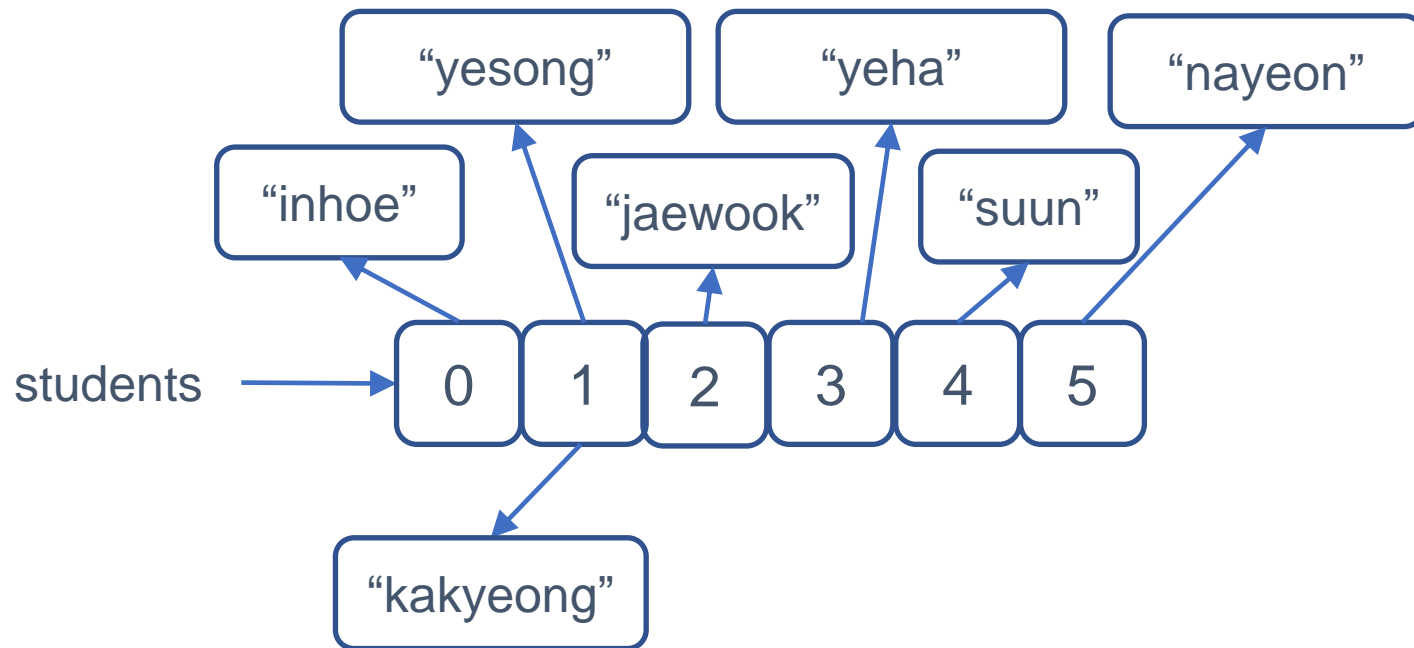 “yesong”
“yeha”
“nayeon”
“inhoe”
“jaewook”
“suun”
students
0
1
2
3
4
5
“kakyeong”